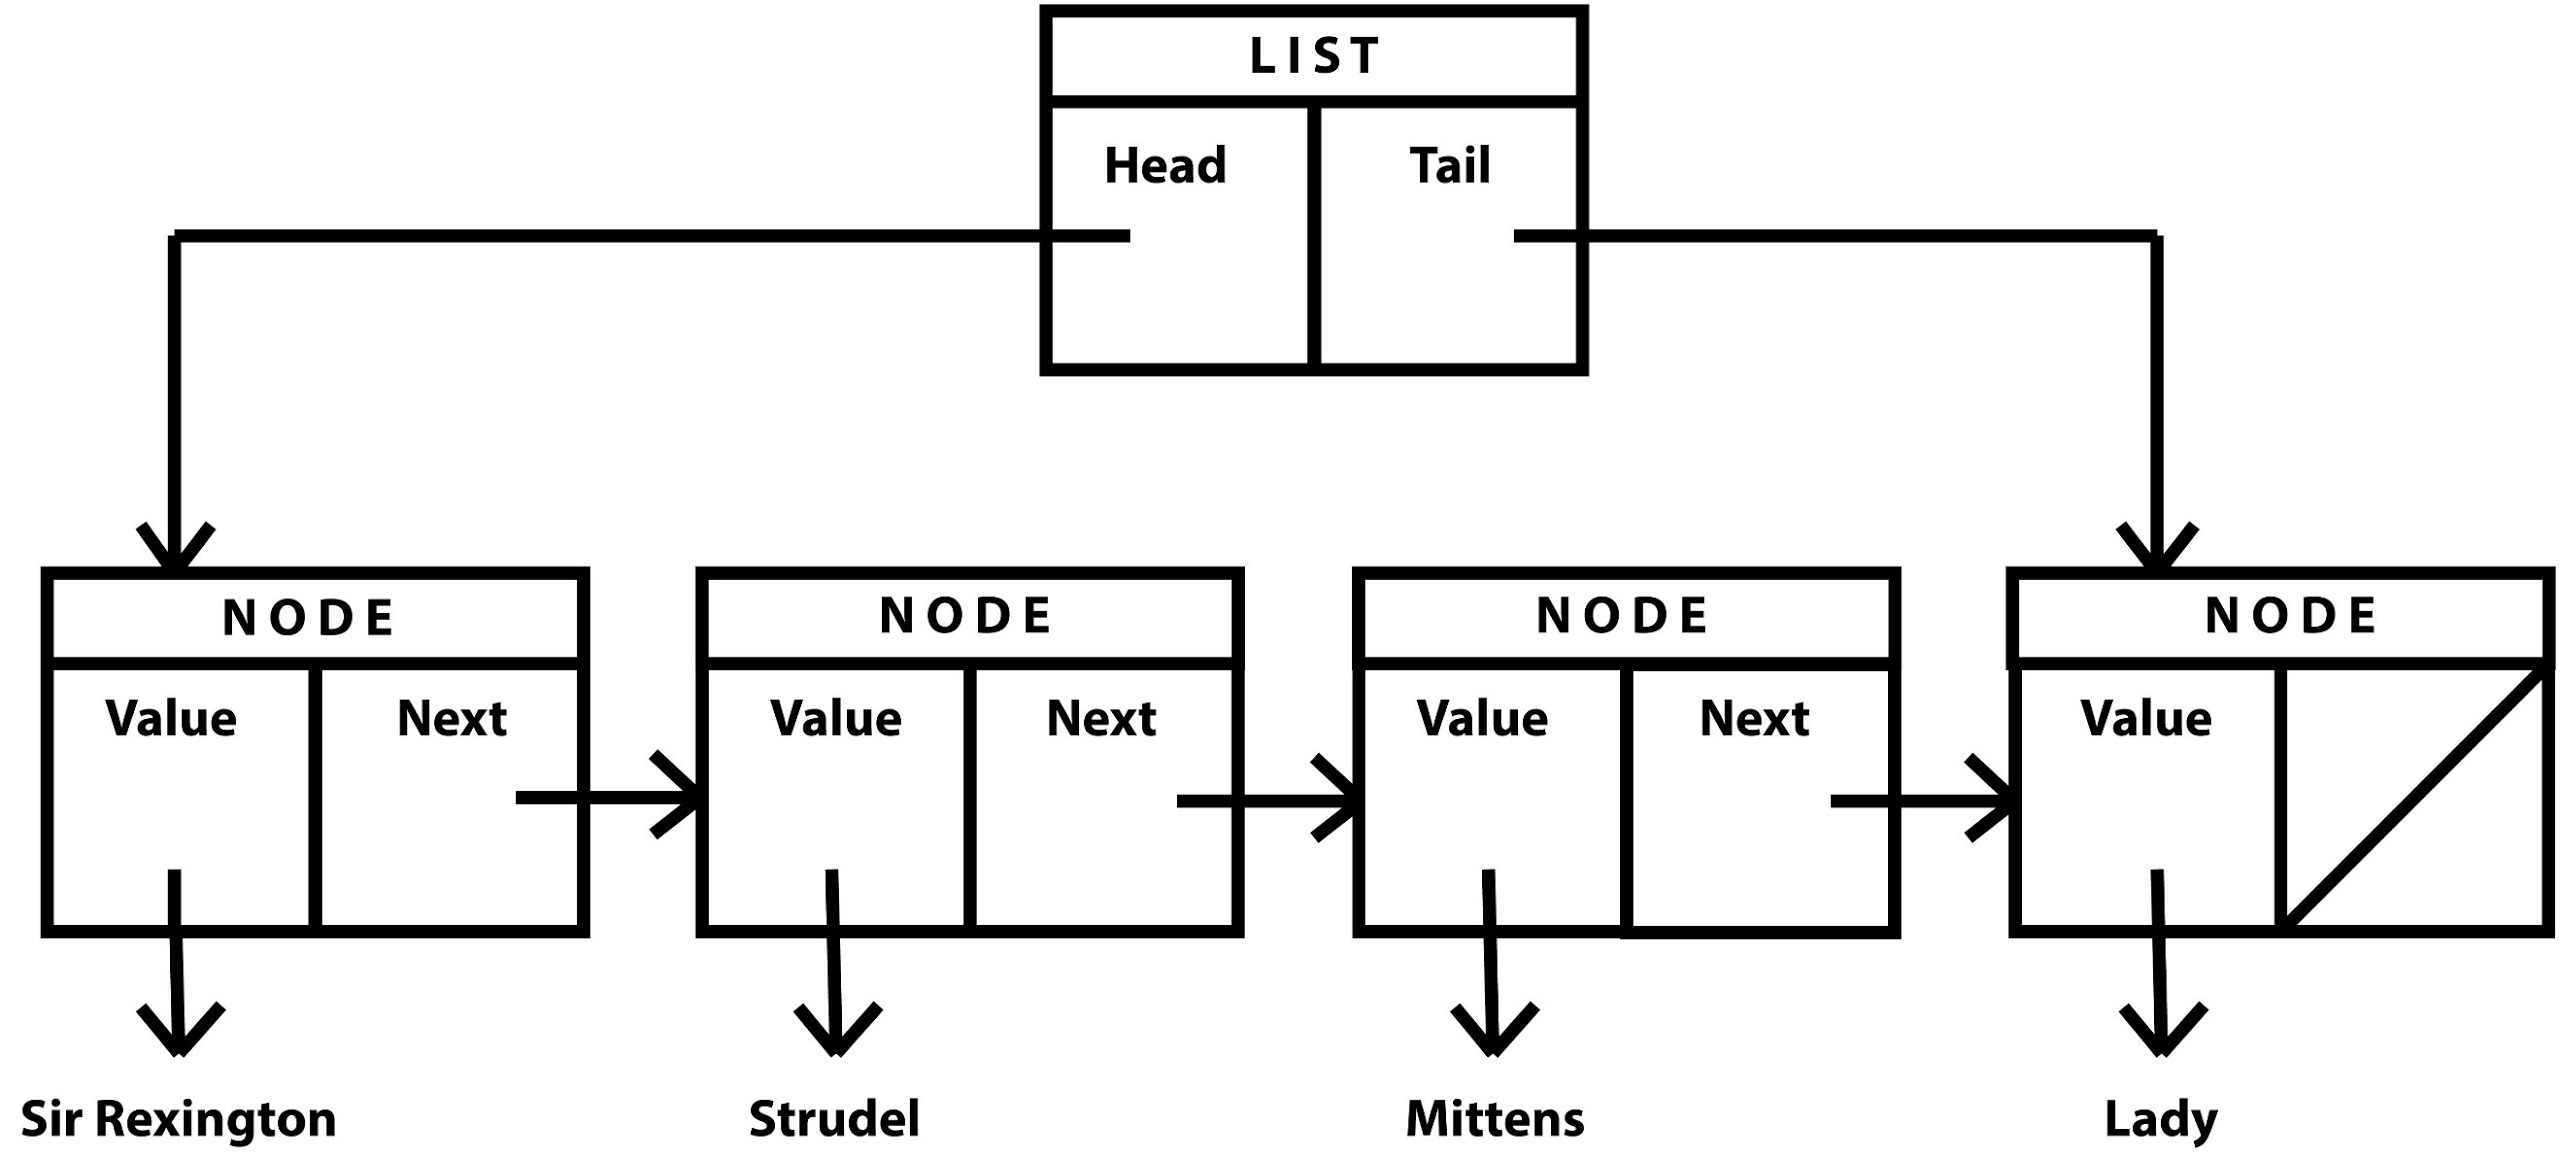 LIST
Head Tail
NODE NODE NODE NODE
Value Next Value Next Value Next Value
Sir Rexington Strudel Mittens Lady